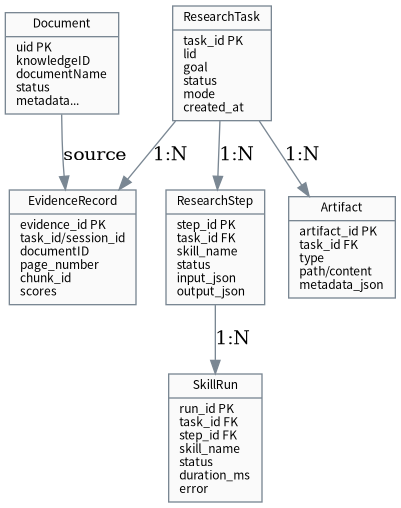 Document
uid PK
knowledgeID
documentName
status
metadata...
ResearchTask
task_id PK
lid
goal
status
mode
created_at
source
1:N
1:N
1:N
EvidenceRecord
evidence_id PK
task_id/session_id
documentID
page_number
chunk_id
scores
ResearchStep
step_id PK
task_id FK
skill_name
status
input_json
output_json
Artifact
artifact_id PK
task_id FK
type
path/content
metadata_json
1:N
SkillRun
run_id PK
task_id FK
step_id FK
skill_name
status
duration_ms
error